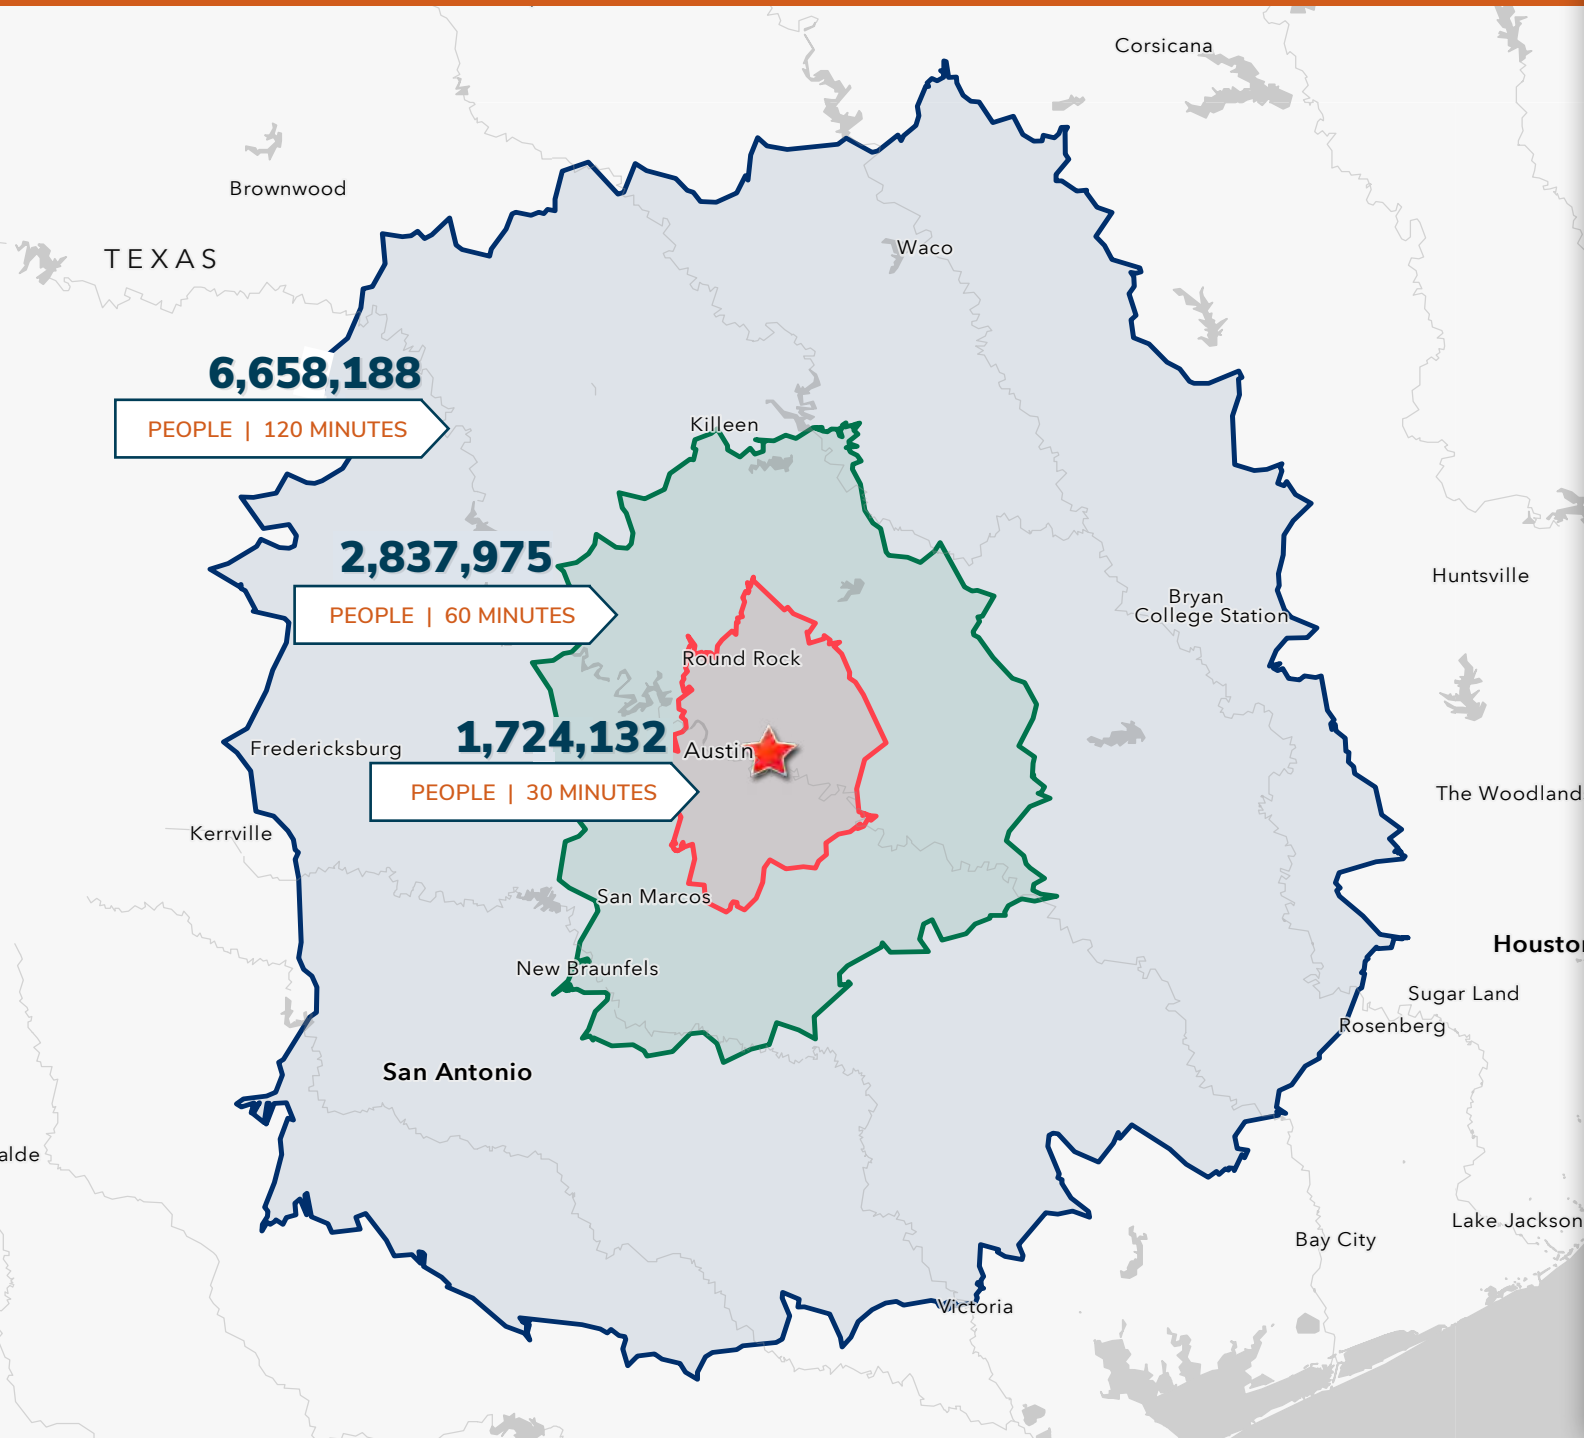 Corsicana
Brownwood
TEXAS
Waco
6,658,188
PEOPLE | 120 MINUTES
Killeen
2,837,975
PEOPLE | 60 MINUTES
Huntsville
Bryan
College Station
Round Rock
1,724,132
Fredericksburg
Austin
PEOPLE | 30 MINUTES
The Woodland
Kerrville
San Marcos
Houston
New Braunfels
Sugar Land
Rosenberg
San Antonio
alde
Lake Jackson
Bay City
Victoria